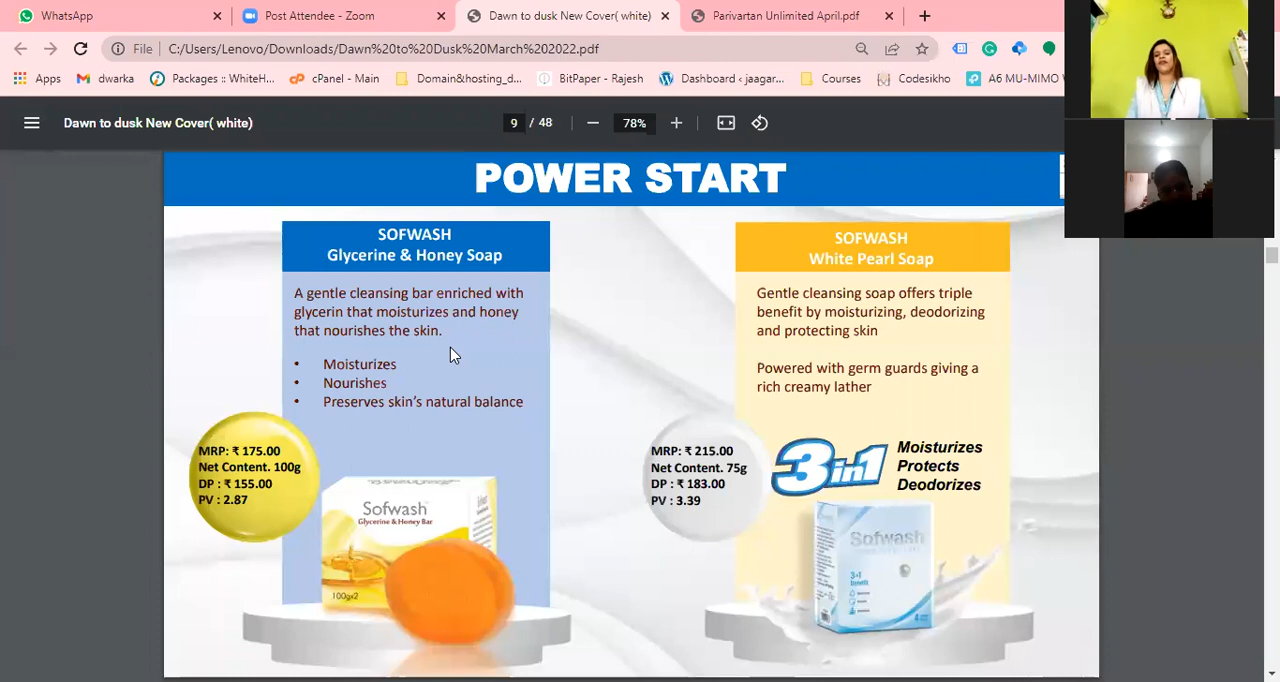 WhatsApp
Post Attendee - Zoom
Dawn to dusk New Cover( white)
Parivartan Unlimited April.pdf
File
C:/Users/Lenovo/Downloads/Dawn%20to%20Dusk%20March%202022.pdf
Apps
dwarka
Packages :: WhiteH...
cPanel - Main
Domain&hosting_d...
BitPaper - Rajesh
Dashboard ‹ jaagar...
Courses
Codesikho
A6 MU-MIMO
Dawn to dusk New Cover( white)
9 / 48
78%
POWER START
SOFWASH
Glycerine & Honey Soap
A gentle cleansing bar enriched with
glycerin that moisturizes and honey
that nourishes the skin.
• Moisturizes
• Nourishes
• Preserves skin's natural balance
MRP: ₹ 175.00
Net Content. 100g
DP : ₹ 155.00
PV : 2.87
Sofwash™
Glycerine & Honey Bar
100gx2
SOFWASH
White Pearl Soap
Gentle cleansing soap offers triple
benefit by moisturizing, deodorizing
and protecting skin
Powered with germ guards giving a
rich creamy lather
MRP: ₹ 215.00
Net Content. 75g
DP : ₹ 183.00
PV : 3.39
3in1
Moisturizes
Protects
Deodorizes
Sofwash
3in1
benefit